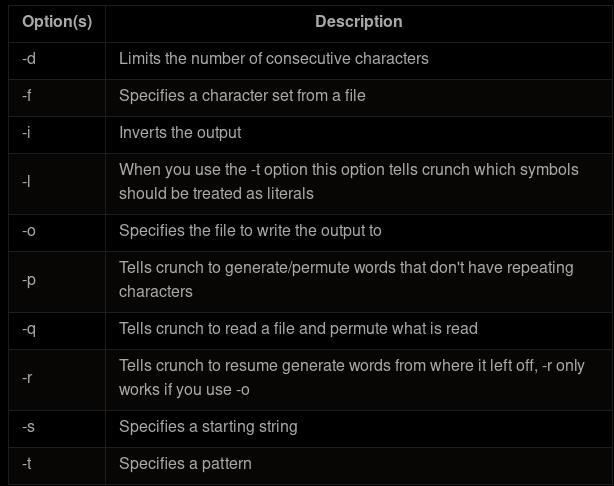 Option(s) Description
-d Limits the number of consecutive characters
-f Specifies a character set from a file
-i Inverts the output
-l When you use the -t option this option tells crunch which symbols
should be treated as literals
-o Specifies the file to write the output to
-p Tells crunch to generate/permute words that don't have repeating
characters
-q Tells crunch to read a file and permute what is read
-r Tells crunch to resume generate words from where it left off, -r only
works if you use -o
-s Specifies a starting string
-t Specifies a pattern